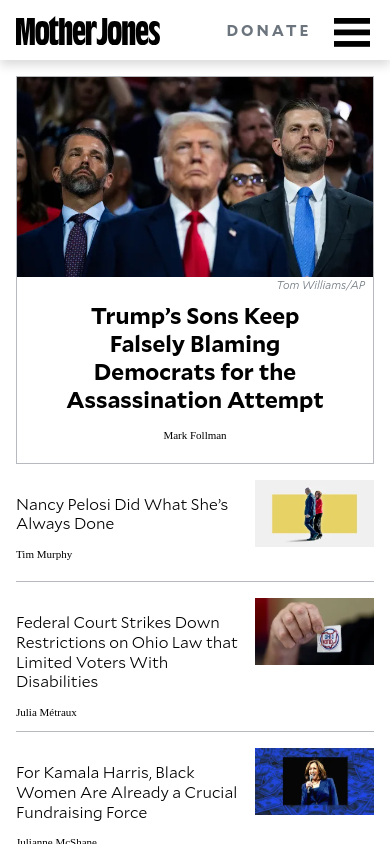 Mother Jones
DONATE
Tom Williams/AP
Trump's Sons Keep
Falsely Blaming
Democrats for the
Assassination Attempt
Mark Follman
Nancy Pelosi Did What She's
Always Done
Tim Murphy
Federal Court Strikes Down
Restrictions on Ohio Law that
Limited Voters With
Disabilities
Julia Métraux
For Kamala Harris, Black
Women Are Already a Crucial
Fundraising Force
Julianne McShane